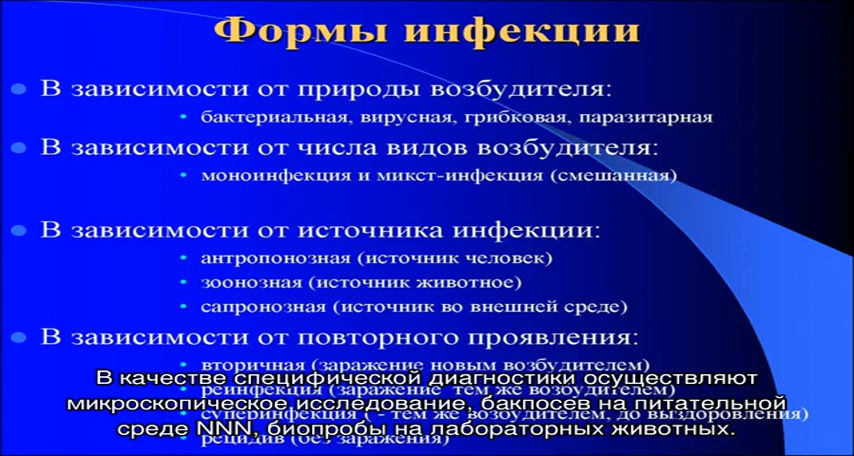 Формы инфекции
В зависимости от природы возбудителя:
бактериальная, вирусная, грибковая, паразитарная
В зависимости от числа видов возбудителя:
моноинфекция и микст-инфекция (смешанная)
В зависимости от источника инфекции:
антропонозная (источник человек)
зоонозная (источник животное)
сапронозная (источник во внешней среде)
В зависимости от повторного проявления:
вторичная (заражение новым возбудителем)
В качестве специфической диагностики осуществляют
реинфекция (заражение тем же возбудителем)
микроскопическое исследование, бакпосев на питательной
суперинфекция ( - тем же возбудителем, до выздоровления)
среде NNN, биопробы на лабораторных животных.
рецидив (без заражения)